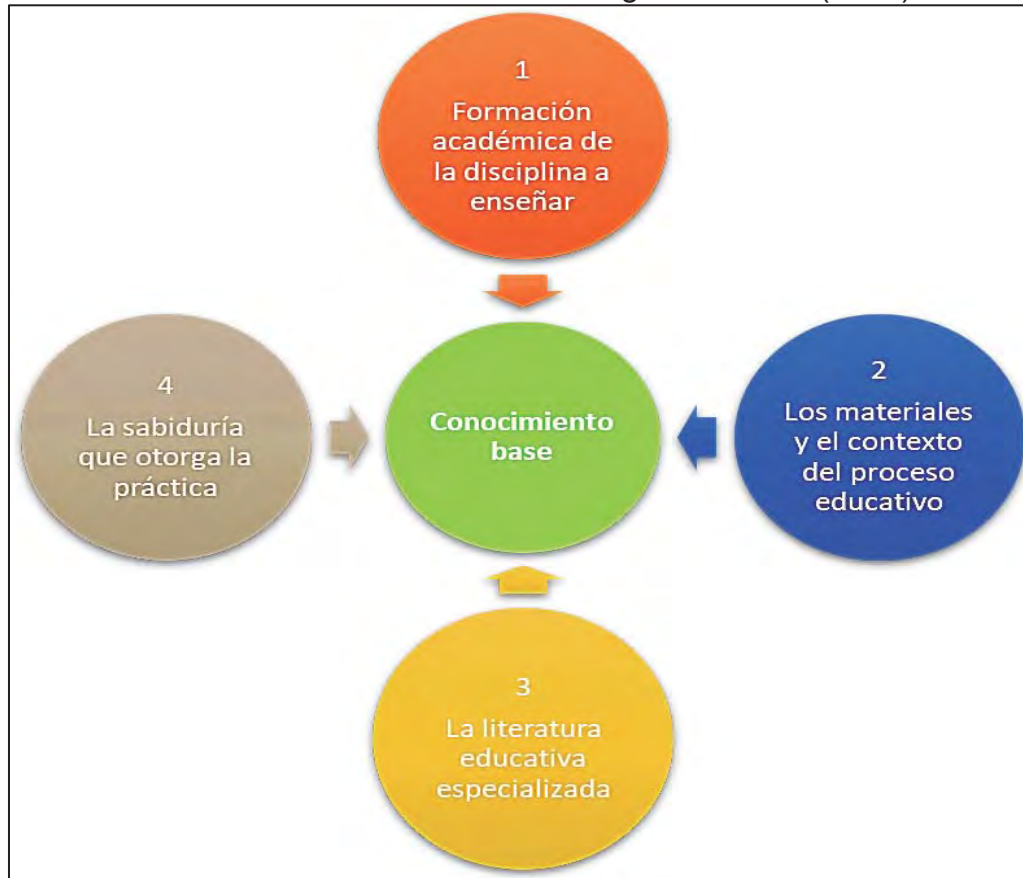 1
Formación
académica de
la disciplina a
enseñar
4
La sabiduría
que otorga la
práctica
Conocimiento
base
2
Los materiales
y el contexto
del proceso
educativo
3
La literatura
educativa
especializada